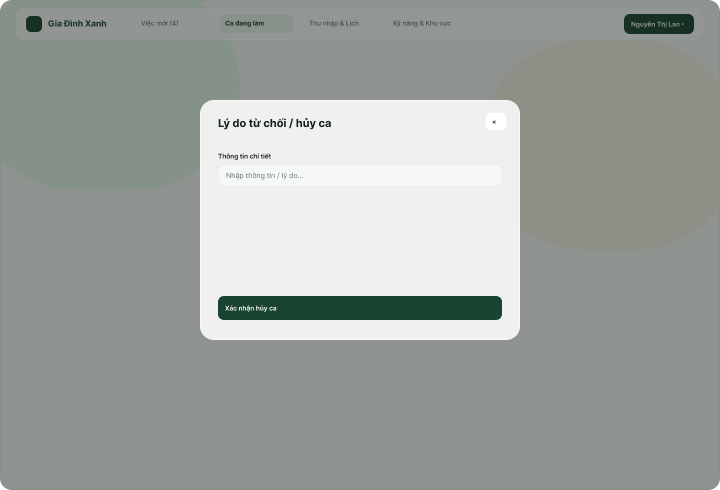 Gia Đình Xanh
Việc mới (4)
Ca đang làm
Thu nhập & Lịch
Kỹ năng & Khu vực
Nguyễn Thị Lan ▾
Lý do từ chối / hủy ca
×
Thông tin chi tiết
Nhập thông tin / lý do...
Xác nhận hủy ca